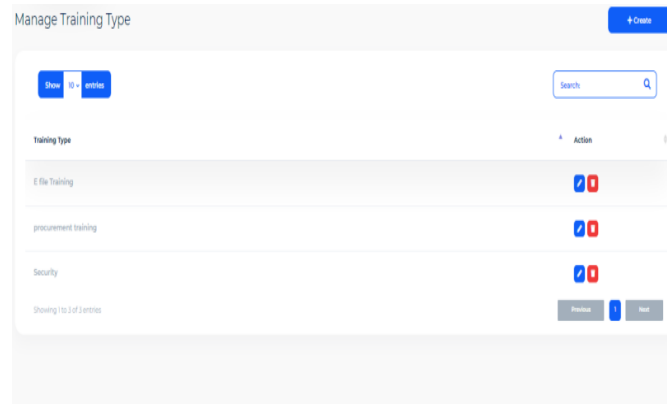 Manage Training Type
+ Create
Show 10 entries
Search:
Training Type Action
E file Training
procurement training
Security
Showing 1 to 3 of 3 entries
Previous 1 Next